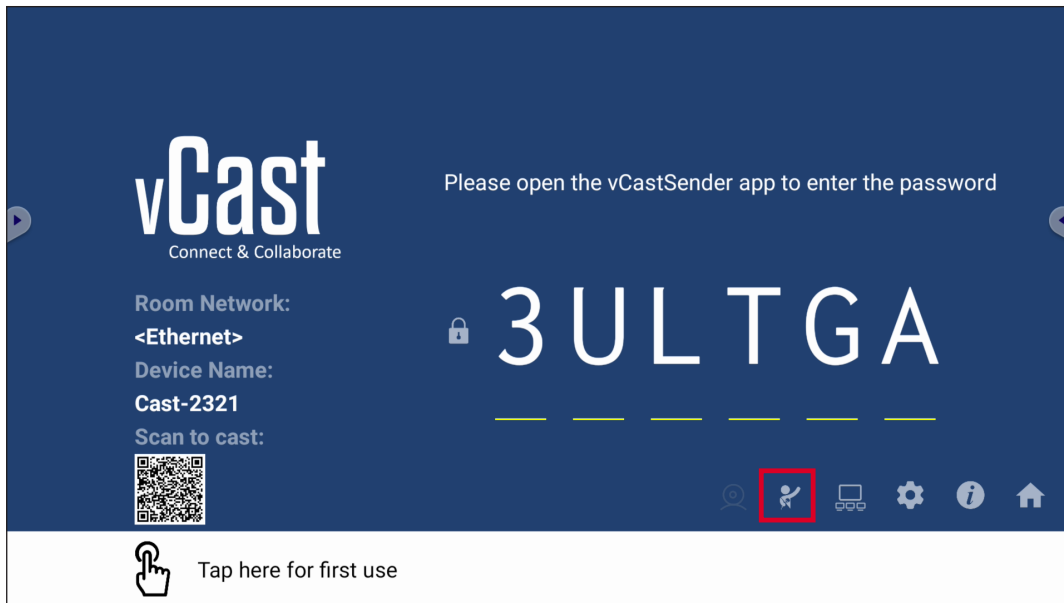 vCast
Connect & Collaborate
Please open the vCastSender app to enter the password
Room Network:
<Ethernet>
Device Name:
Cast-2321
Scan to cast:
3ULTGA
Tap here for first use